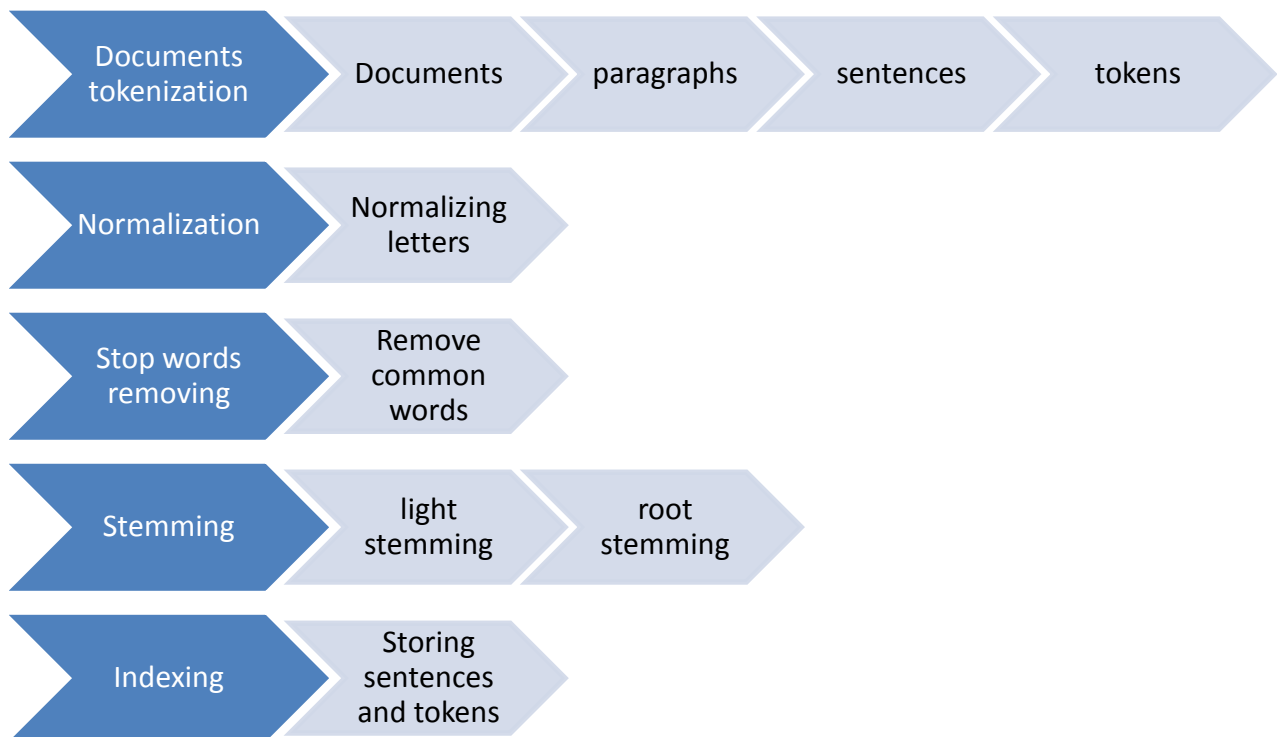 Documents
tokenization
Documents
paragraphs
sentences
tokens
Normalization
Normalizing
letters
Stop words
removing
Remove
common
words
Stemming
light
stemming
root
stemming
Indexing
Storing
sentences
and tokens